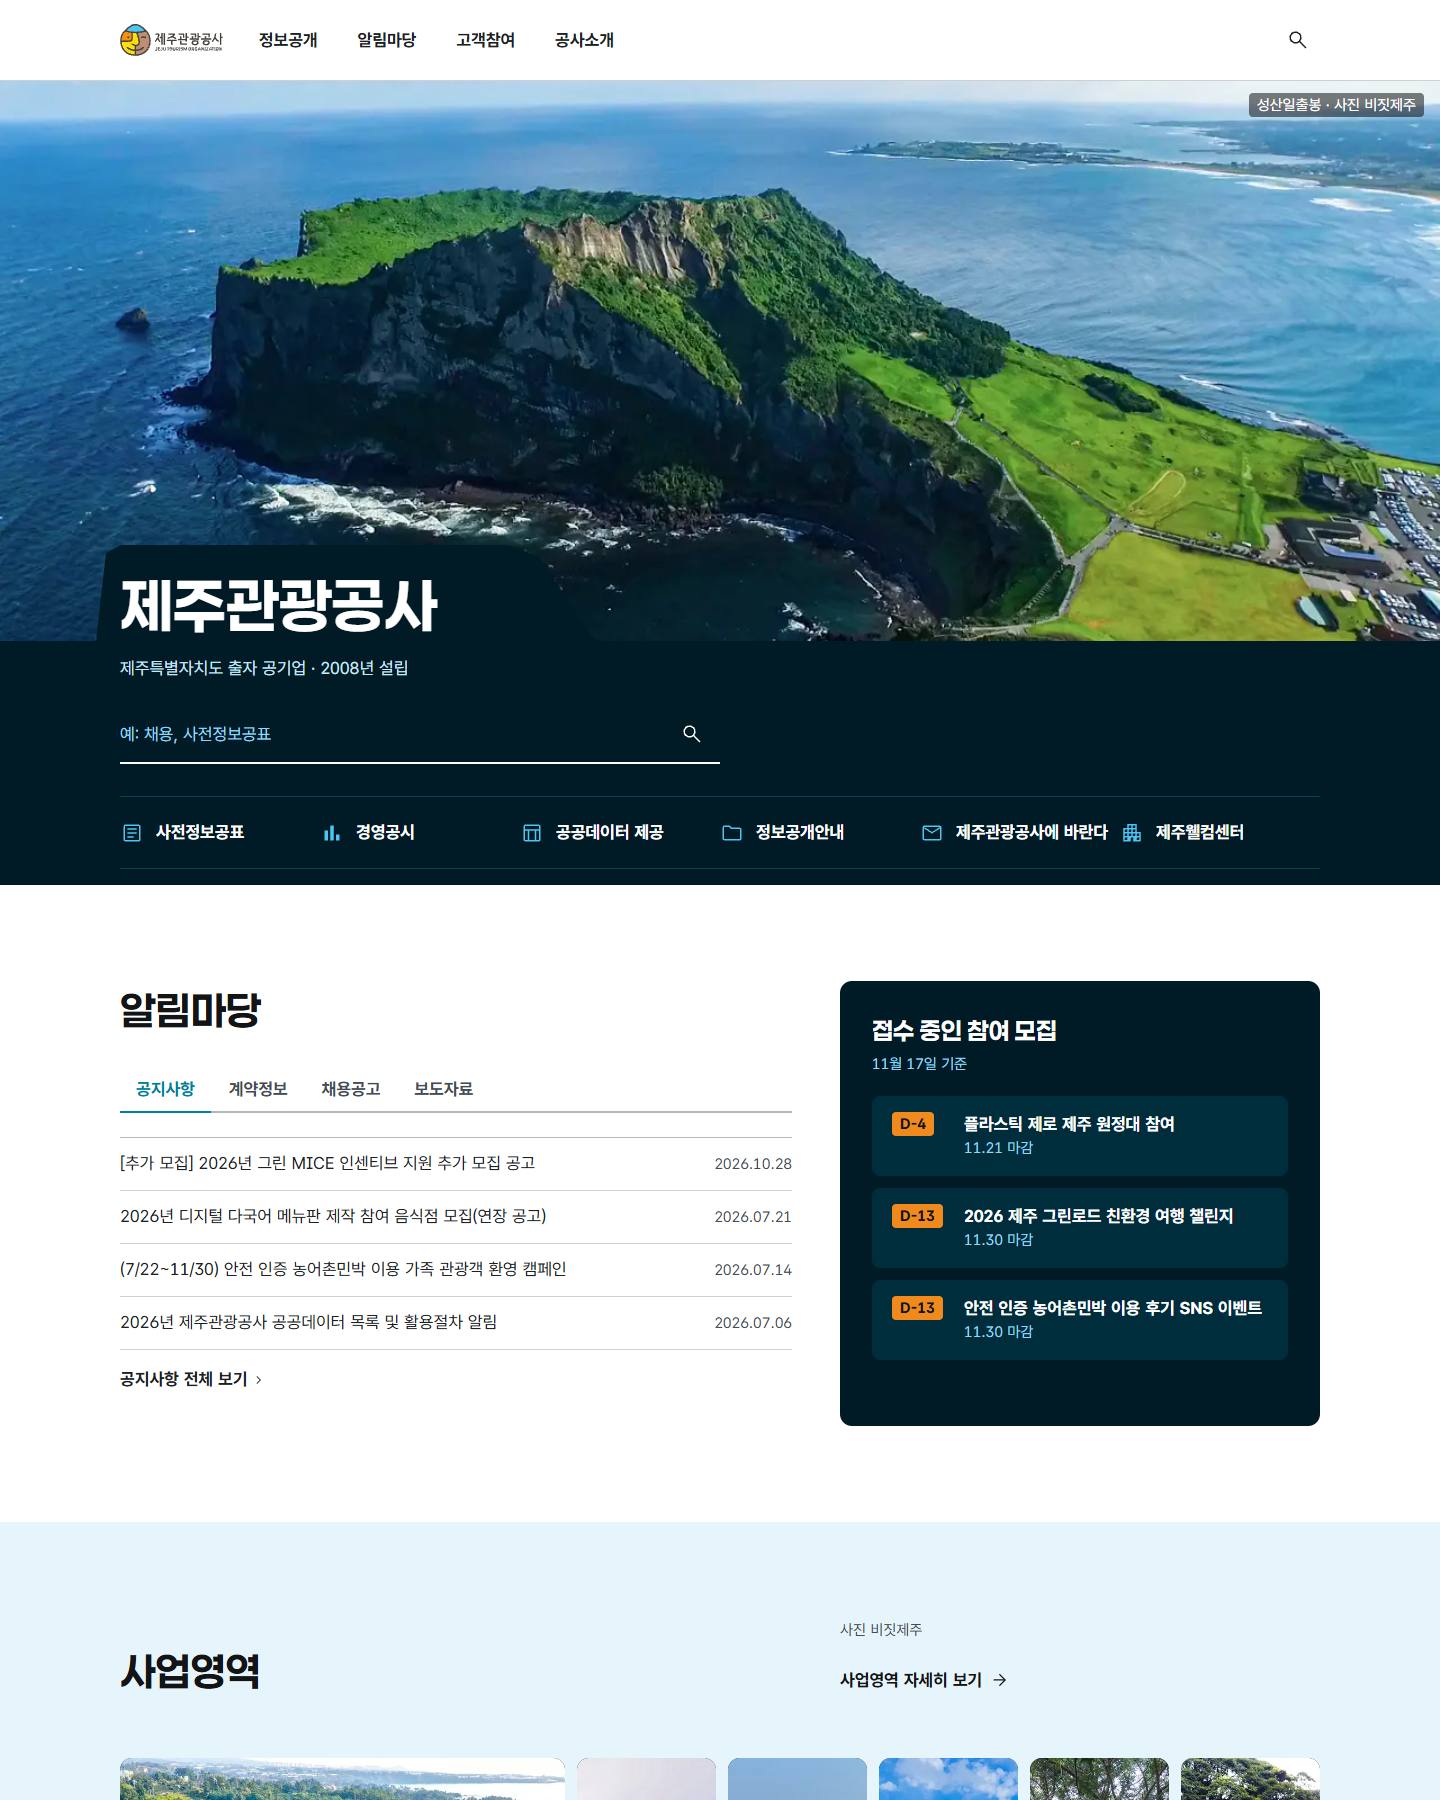 제주관광공사
JEJU TOURISM ORGANIZATION
정보공개
알림마당
고객참여
공사소개
성산일출봉 · 사진 비짓제주
제주관광공사
제주특별자치도 출자 공기업 · 2008년 설립
예: 채용, 사전정보공표
사전정보공표
경영공시
공공데이터 제공
정보공개안내
제주관광공사에 바란다
제주웰컴센터
알림마당
공지사항
계약정보
채용공고
보도자료
[추가 모집] 2026년 그린 MICE 인센티브 지원 추가 모집 공고
2026.10.28
2026년 디지털 다국어 메뉴판 제작 참여 음식점 모집(연장 공고)
2026.07.21
(7/22~11/30) 안전 인증 농어촌민박 이용 가족 관광객 환영 캠페인
2026.07.14
2026년 제주관광공사 공공데이터 목록 및 활용절차 알림
2026.07.06
공지사항 전체 보기
접수 중인 참여 모집
11월 17일 기준
D-4
플라스틱 제로 제주 원정대 참여
11.21 마감
D-13
2026 제주 그린로드 친환경 여행 챌린지
11.30 마감
D-13
안전 인증 농어촌민박 이용 후기 SNS 이벤트
11.30 마감
사업영역
사진 비짓제주
사업영역 자세히 보기